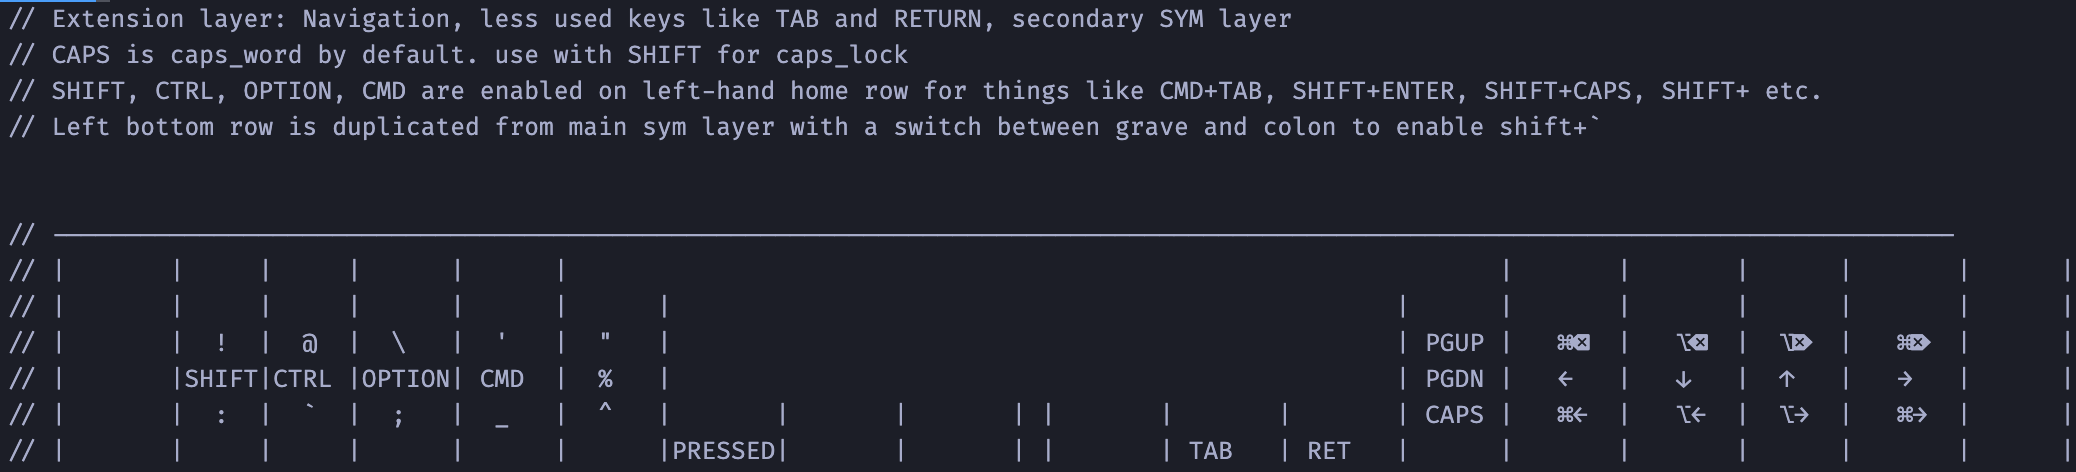 // Extension layer: Navigation, less used keys like TAB and RETURN, secondary SYM layer
// CAPS is caps_word by default. use with SHIFT for caps_lock
// SHIFT, CTRL, OPTION, CMD are enabled on left-hand home row for things like CMD+TAB, SHIFT+ENTER, SHIFT+CAPS, SHIFT+ etc.
// Left bottom row is duplicated from main sym layer with a switch between grave and colon to enable shift+`
// ────────────────────────────────────────────────────────────────
// |       |     |     |      |      |                                                               |       |       |      |       |      |
// |       |     |     |      |      |      |                                                 |      |       |       |      |       |      |
// |       |  !  |  @  |  \   |  '   |  "   |                                                 | PGUP |  ⌘⌫  |  ⌥⌫  |  ⌥⌦  |  ⌘⌦  |      |
// |       |SHIFT|CTRL |OPTION| CMD  |  %   |                                                 | PGDN |   ←   |   ↓   |  ↑   |   →   |      |
// |       |  :  |  `  |  ;   |  _   |  ^   |       |       |       | |       |       |       | CAPS |  ⌘←  |  ⌥←  |  ⌥→  |  ⌘→  |      |
// |       |     |     |      |      |      |PRESSED|       |       | |       | TAB   | RET   |      |       |       |      |       |      |